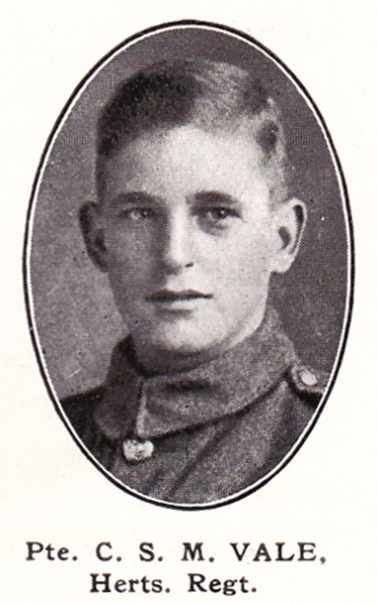 Pte. C. S. M. VALE,
Herts. Regt.